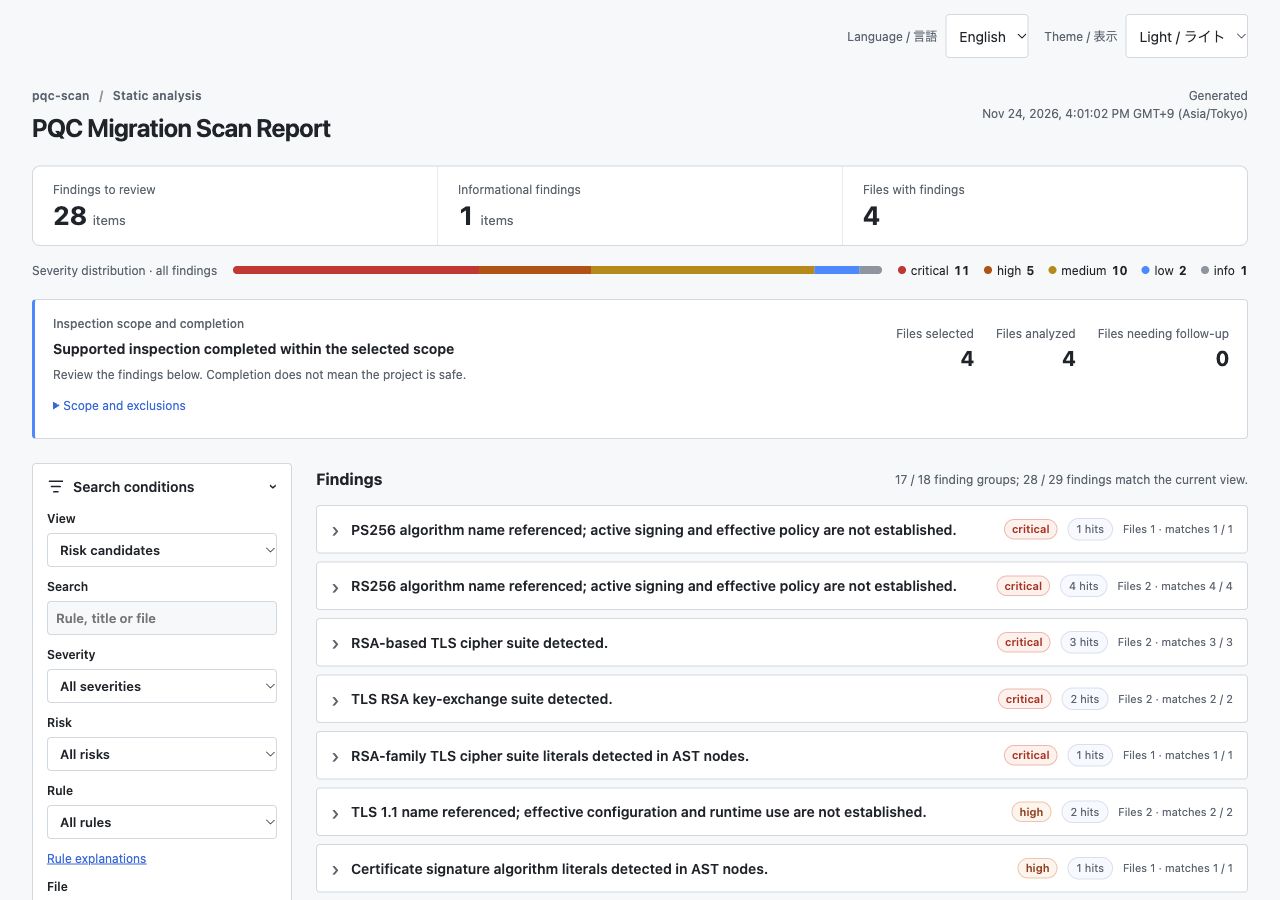 Language / 言語 English Theme / 表示 Light / ライト
pqc-scan / Static analysis
Generated
PQC Migration Scan Report
Nov 24, 2026, 4:01:02 PM GMT+9 (Asia/Tokyo)
Findings to review
28 items
Informational findings
1 items
Files with findings
4
Severity distribution · all findings critical 11 high 5 medium 10 low 2 info 1
Inspection scope and completion
Supported inspection completed within the selected scope
Review the findings below. Completion does not mean the project is safe.
Scope and exclusions
Files selected
4
Files analyzed
4
Files needing follow-up
0
Search conditions
View
Risk candidates
Search
Rule, title or file
Severity
All severities
Risk
All risks
Rule
All rules
Rule explanations
File
Findings 17 / 18 finding groups; 28 / 29 findings match the current view.
PS256 algorithm name referenced; active signing and effective policy are not established. critical 1 hits Files 1 · matches 1 / 1
RS256 algorithm name referenced; active signing and effective policy are not established. critical 4 hits Files 2 · matches 4 / 4
RSA-based TLS cipher suite detected. critical 3 hits Files 2 · matches 3 / 3
TLS RSA key-exchange suite detected. critical 2 hits Files 2 · matches 2 / 2
RSA-family TLS cipher suite literals detected in AST nodes. critical 1 hits Files 1 · matches 1 / 1
TLS 1.1 name referenced; effective configuration and runtime use are not established. high 2 hits Files 2 · matches 2 / 2
Certificate signature algorithm literals detected in AST nodes. high 1 hits Files 1 · matches 1 / 1